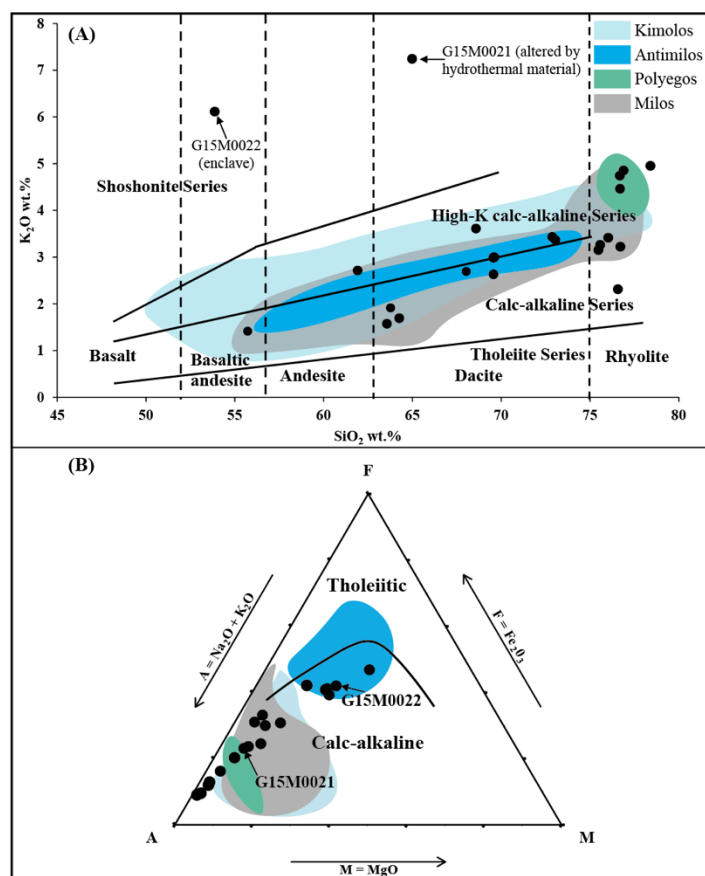 (A)
Kimolos
Antimilos
Polyegos
Milos
G15M0021 (altered by
hydrothermal material)
G15M0022
(enclave)
Shoshonite Series
High-K calc-alkaline Series
Calc-alkaline Series
Tholeiite Series
Basalt
Basaltic
andesite
Andesite
Dacite
Rhyolite
K₂O wt.%
8
7
6
5
4
3
2
1
0
45 50 55 60 65 70 75 80
SiO₂ wt.%
(B)
F
Tholeiitic
A = Na₂O + K₂O
F = Fe₂0₃
G15M0022
Calc-alkaline
G15M0021
A
M
M = MgO